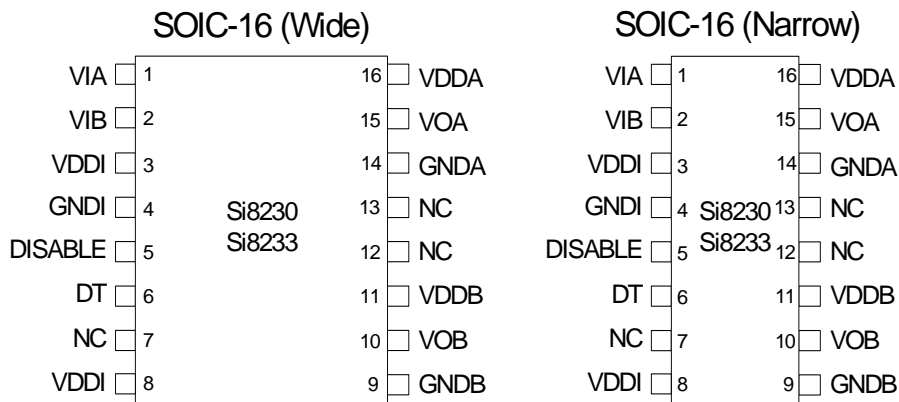 SOIC-16 (Wide)
VIA 1 16 VDDA
VIB 2 15 VOA
VDDI 3 14 GNDA
GNDI 4 Si8230 13 NC
Si8233
DISABLE 5 12 NC
DT 6 11 VDDB
NC 7 10 VOB
VDDI 8 9 GNDB
SOIC-16 (Narrow)
VIA 1 16 VDDA
VIB 2 15 VOA
VDDI 3 14 GNDA
GNDI 4 Si8230 13 NC
Si8233
DISABLE 5 12 NC
DT 6 11 VDDB
NC 7 10 VOB
VDDI 8 9 GNDB